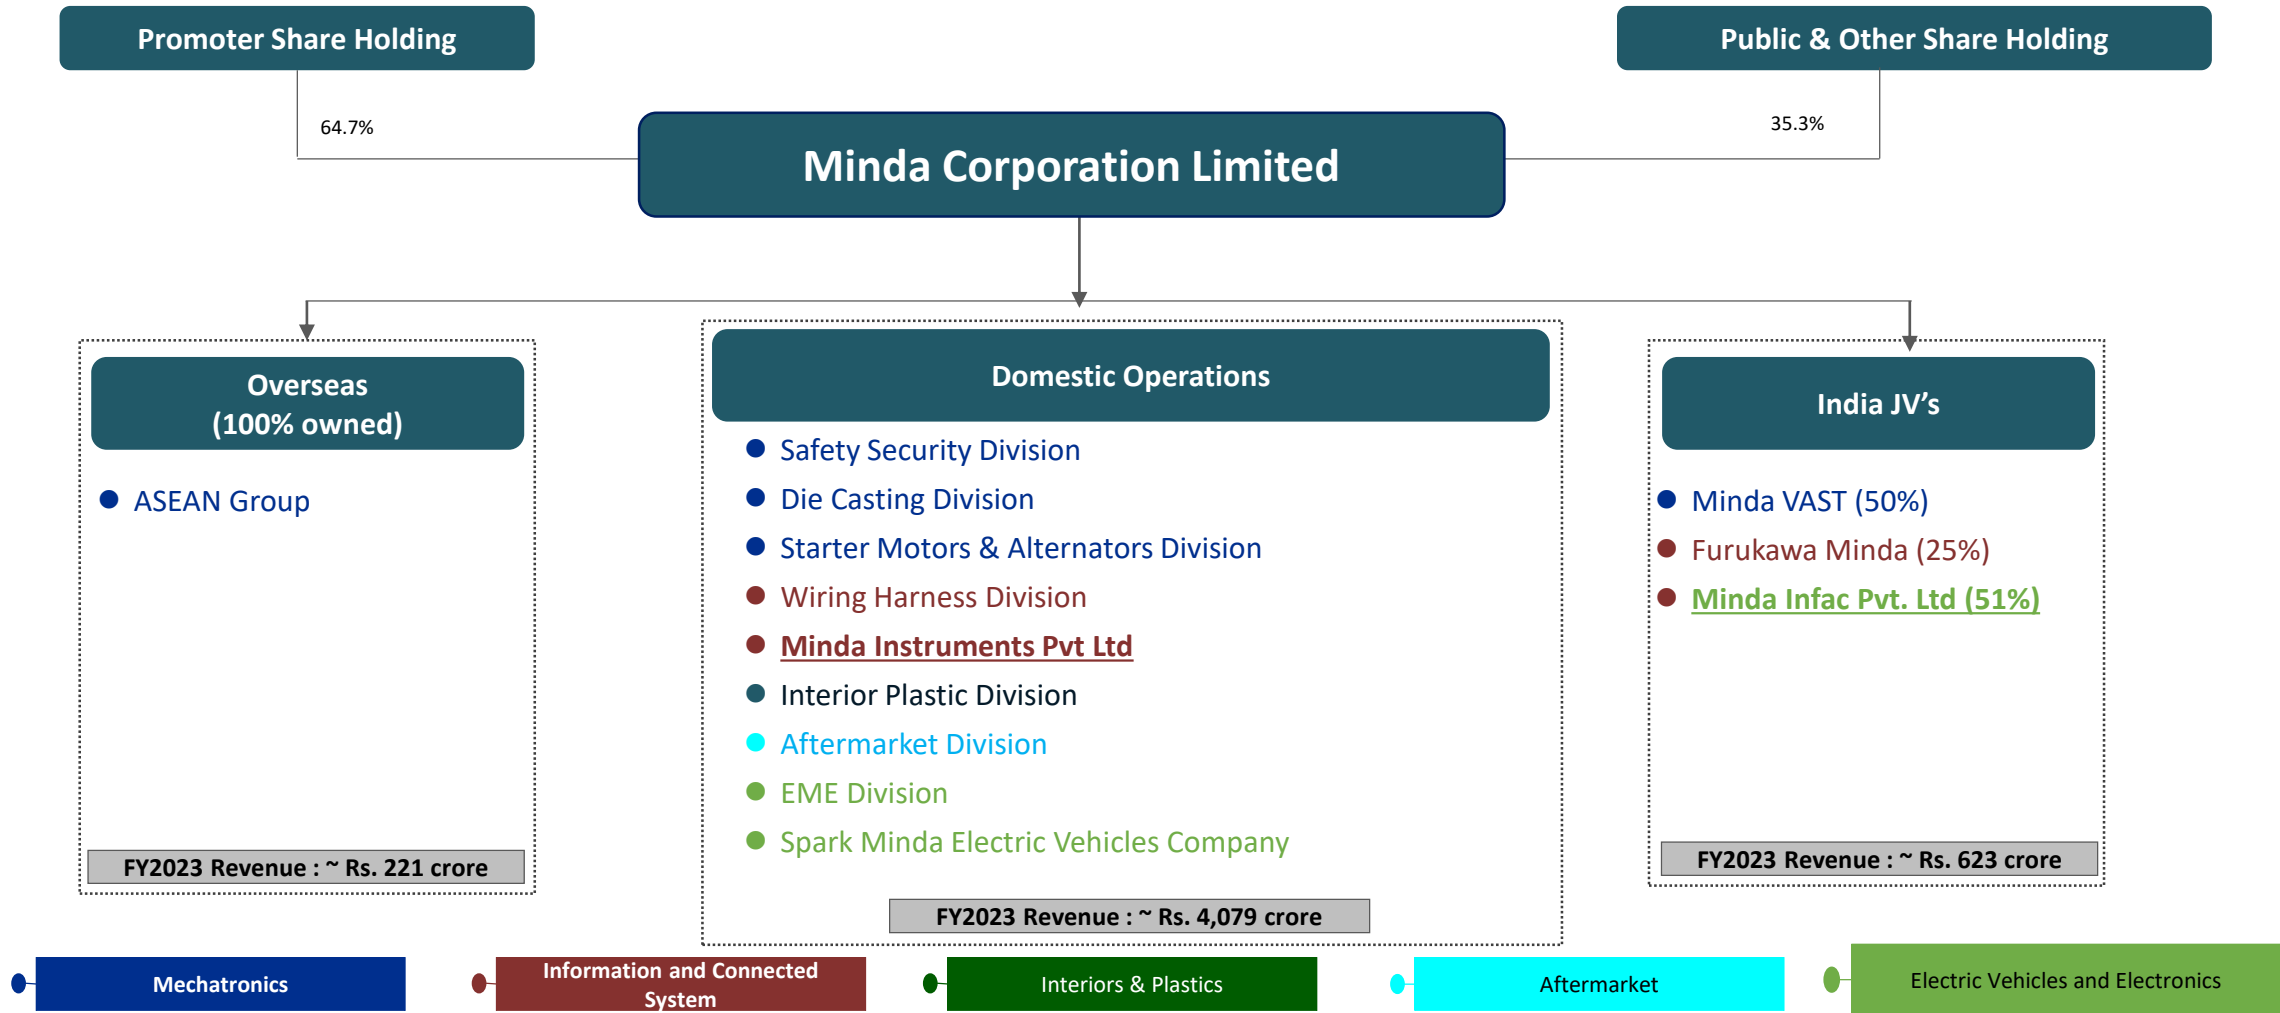 Promoter Share Holding
Public & Other Share Holding
64.7%
35.3%
Minda Corporation Limited
Overseas
(100% owned)
ASEAN Group
FY2023 Revenue : ~ Rs. 221 crore
Domestic Operations
Safety Security Division
Die Casting Division
Starter Motors & Alternators Division
Wiring Harness Division
Minda Instruments Pvt Ltd
Interior Plastic Division
Aftermarket Division
EME Division
Spark Minda Electric Vehicles Company
FY2023 Revenue : ~ Rs. 4,079 crore
India JV’s
Minda VAST (50%)
Furukawa Minda (25%)
Minda Infac Pvt. Ltd (51%)
FY2023 Revenue : ~ Rs. 623 crore
Mechatronics
Information and Connected
System
Interiors & Plastics
Aftermarket
Electric Vehicles and Electronics